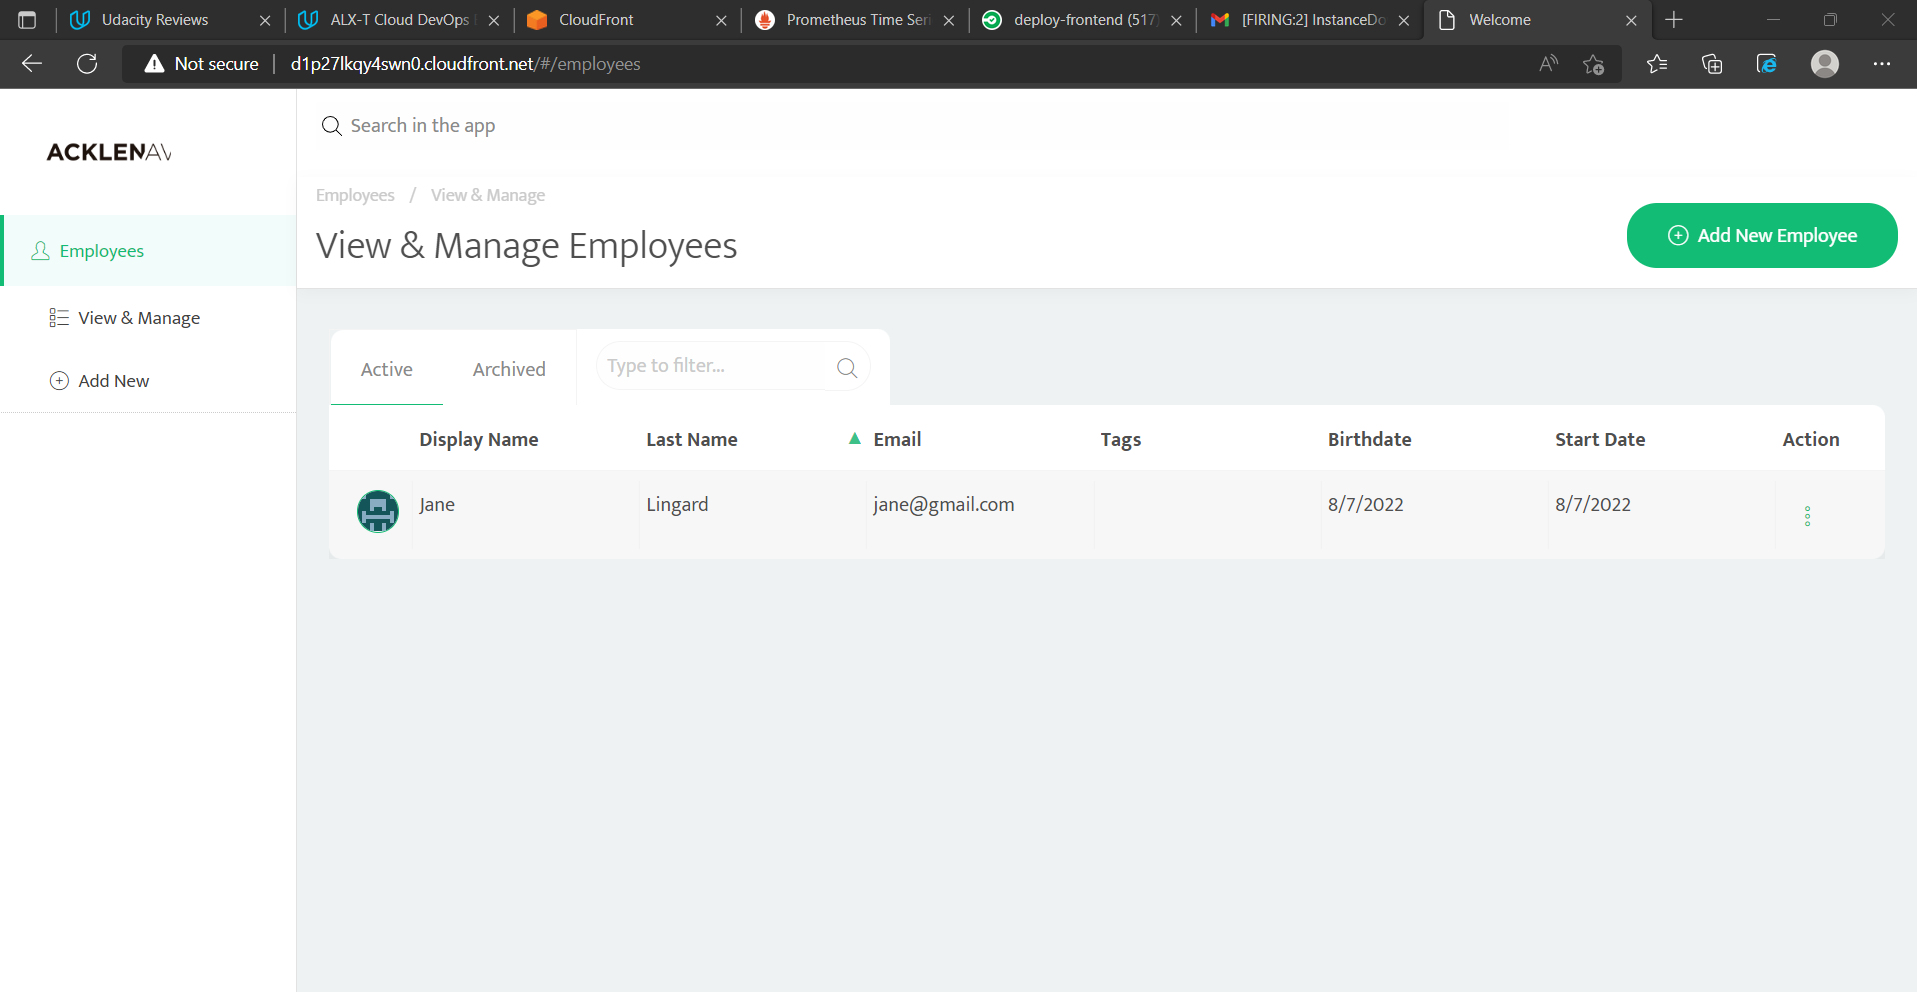 Udacity Reviews
ALX-T Cloud DevOps
CloudFront
Prometheus Time Seri
deploy-frontend (517
[FIRING:2] InstanceDo
Welcome
Not secure
d1p27lkqy4swn0.cloudfront.net/#/employees
ACKLENAV
Search in the app
Employees / View & Manage
View & Manage Employees
Add New Employee
Employees
View & Manage
Add New
Active
Archived
Type to filter...
Display Name Last Name Email Tags Birthdate Start Date Action
Jane Lingard jane@gmail.com 8/7/2022 8/7/2022